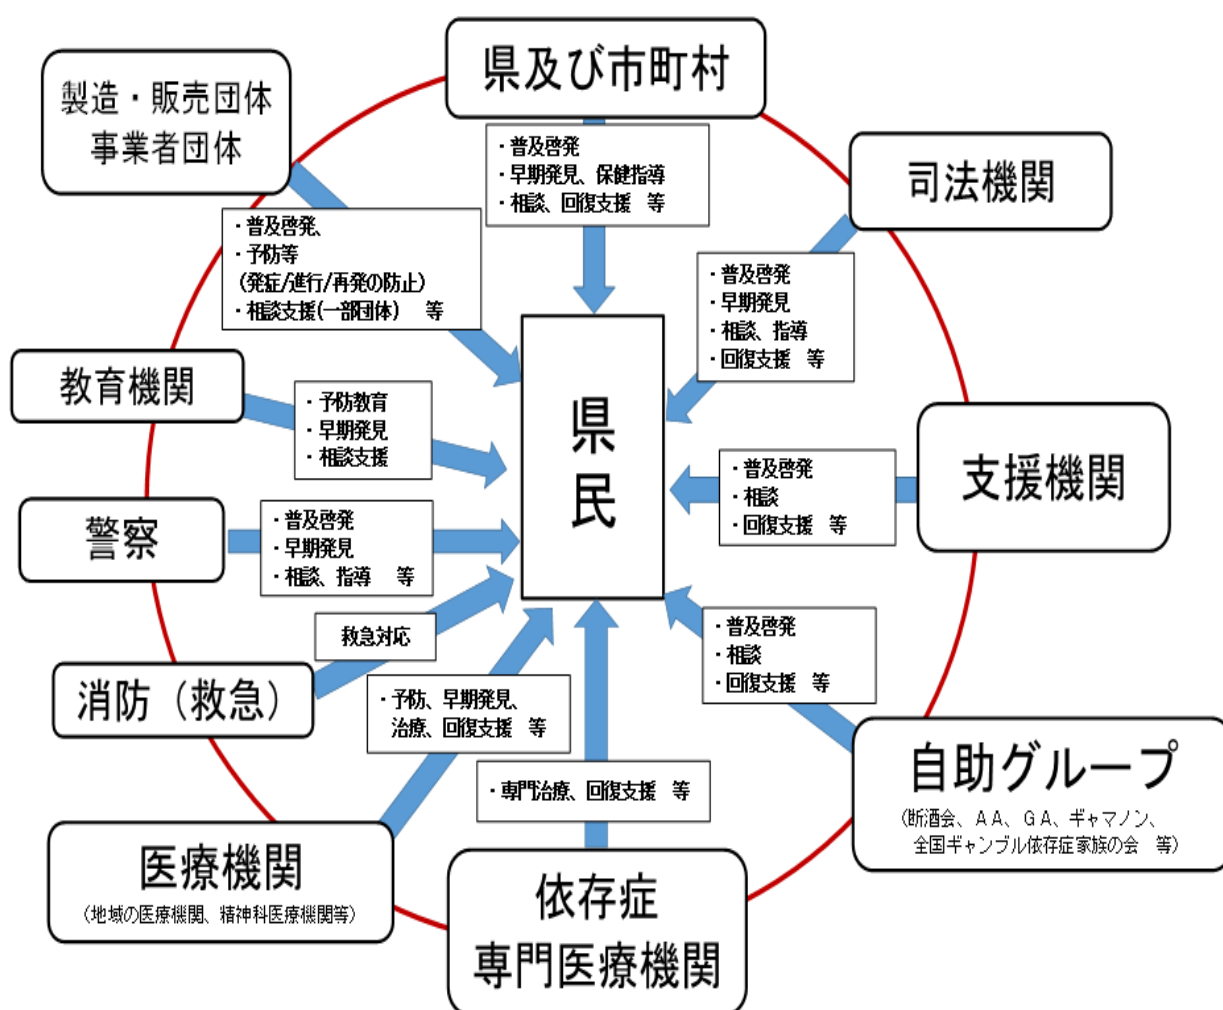 県及び市町村
・普及啓発
・早期発見、保健指導
・相談、回復支援　等
製造・販売団体
事業者団体
・普及啓発、
・予防等
(発症/進行/再発の防止)
・相談支援(一部団体)　等
司法機関
・普及啓発
・早期発見
・相談、指導
・回復支援　等
教育機関
・予防教育
・早期発見
・相談支援
県民
支援機関
・普及啓発
・相談
・回復支援　等
警察
・普及啓発
・早期発見
・相談、指導　等
消防（救急）
救急対応
自助グループ
（断酒会、ＡＡ、ＧＡ、ギャマノン、
全国ギャンブル依存症家族の会　等）
・普及啓発
・相談
・回復支援　等
医療機関
（地域の医療機関、精神科医療機関等）
・予防、早期発見、
治療、回復支援　等
依存症
専門医療機関
・専門治療、回復支援　等